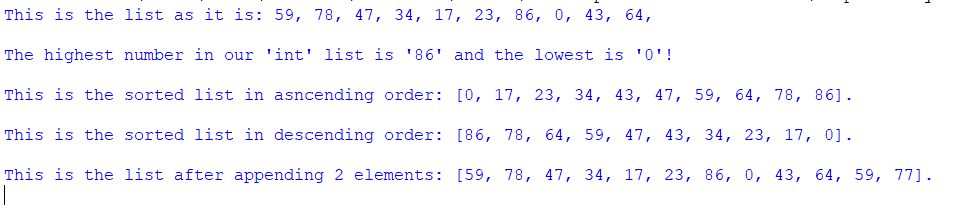 This is the list as it is: 59, 78, 47, 34, 17, 23, 86, 0, 43, 64,
The highest number in our 'int' list is '86' and the lowest is '0'!
This is the sorted list in asncending order: [0, 17, 23, 34, 43, 47, 59, 64, 78, 86].
This is the sorted list in descending order: [86, 78, 64, 59, 47, 43, 34, 23, 17, 0].
This is the list after appending 2 elements: [59, 78, 47, 34, 17, 23, 86, 0, 43, 64, 59, 77].